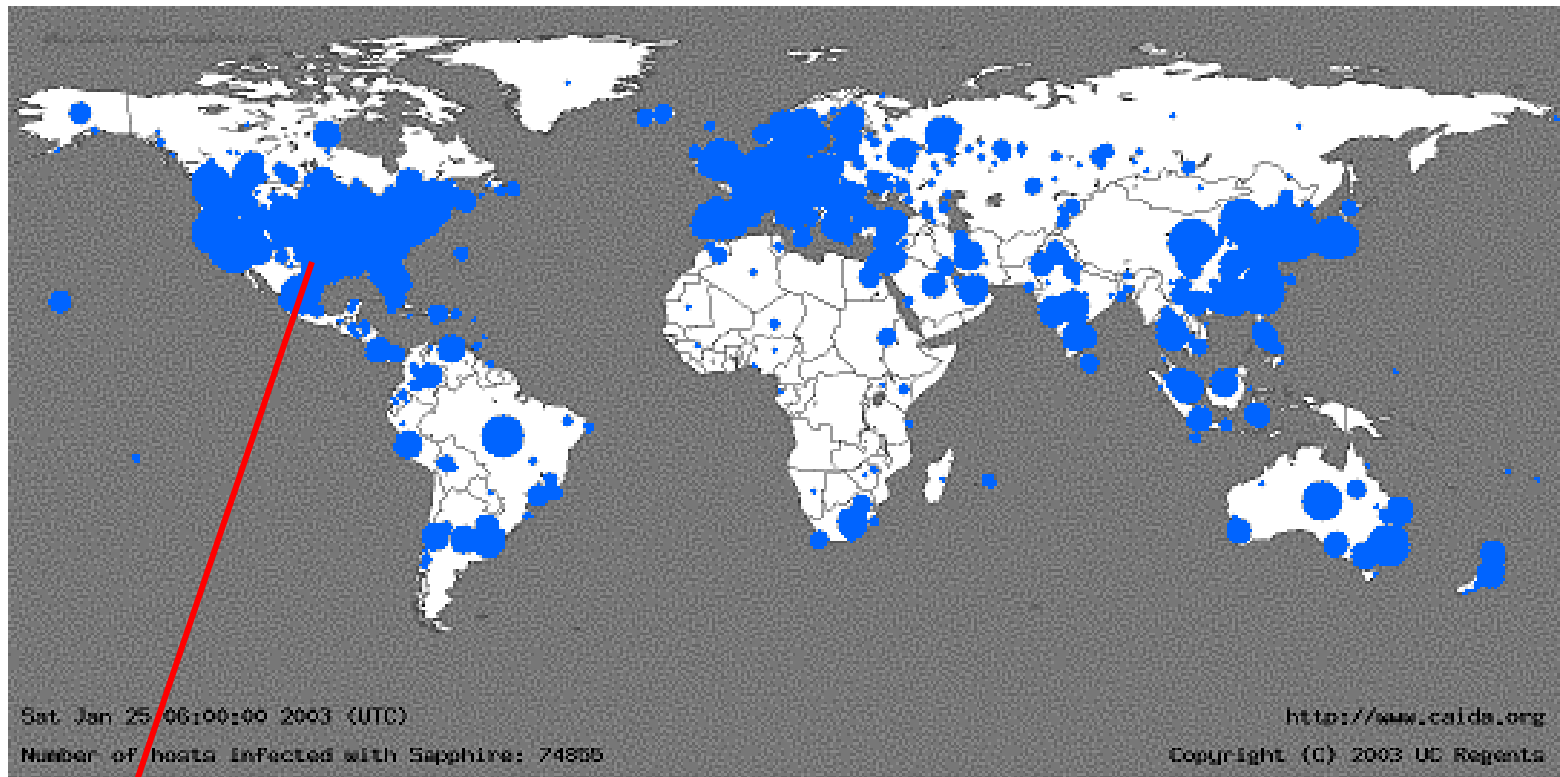 Sat Jan 25 06:00:00 2003 (UTC)
http://www.caida.org
Number of hosts infected with Sapphire: 74855
Copyright (C) 2003 UC Regents